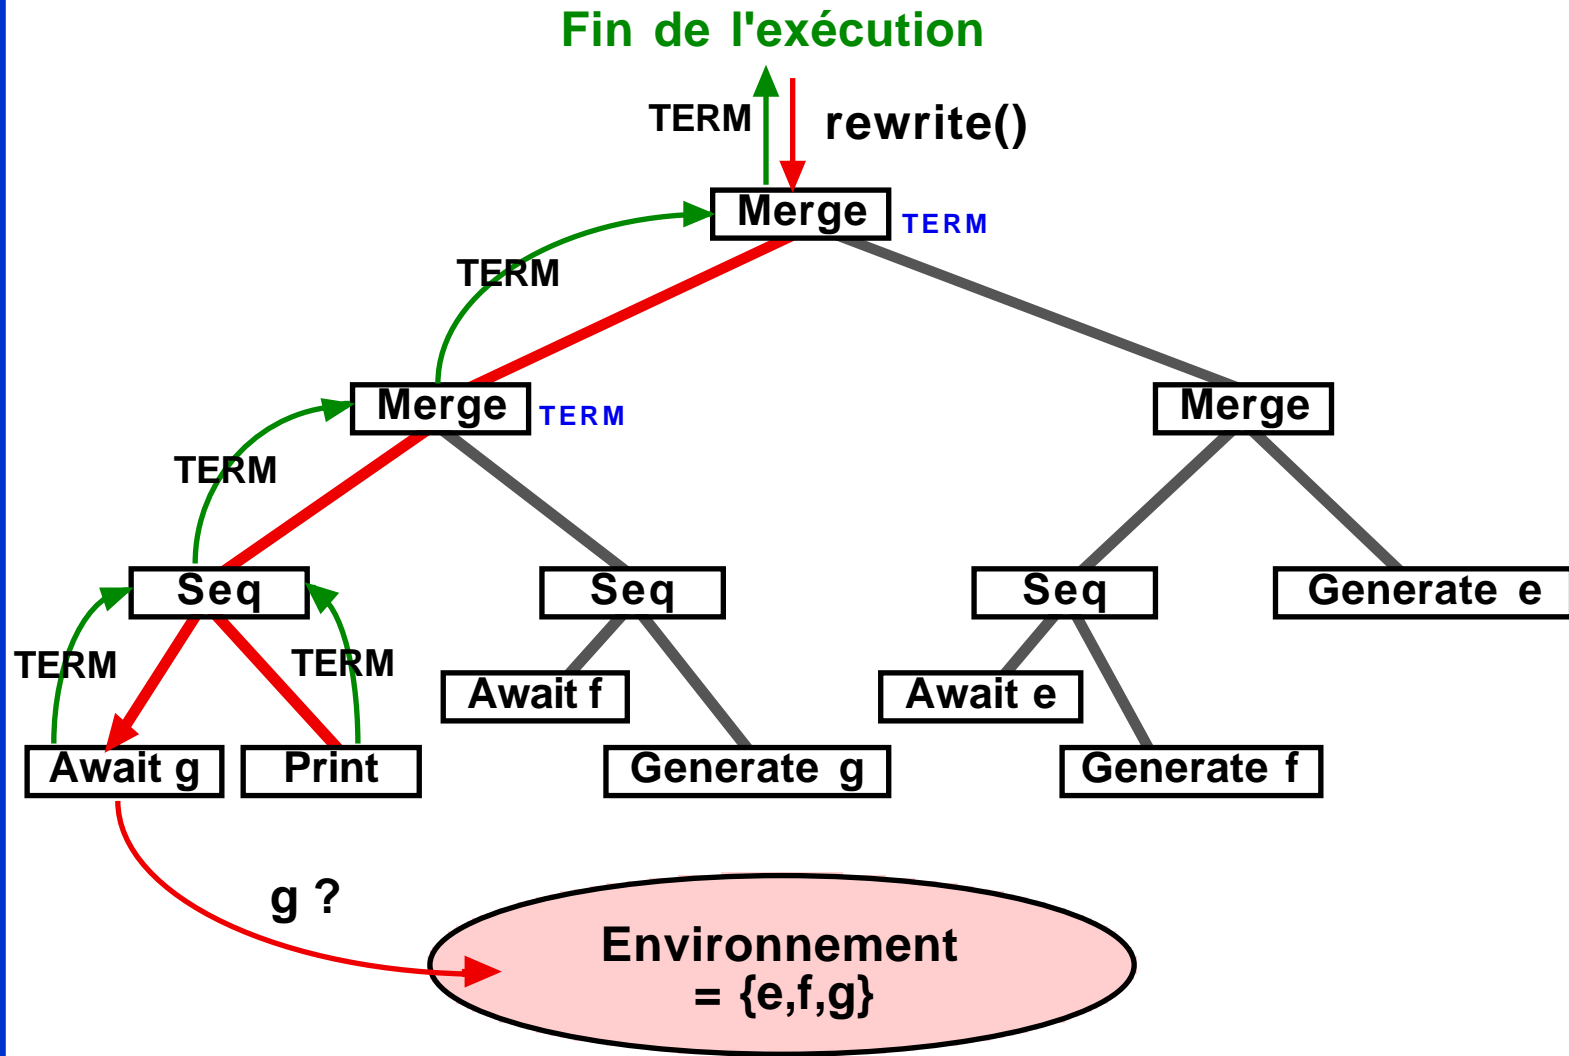 Fin de l'exécution
TERM
rewrite()
Merge
TERM
TERM
Merge
TERM
Merge
TERM
Seq
Seq
Seq
Generate e
TERM
TERM
Await f
Await e
Await g
Print
Generate g
Generate f
g ?
Environnement
= {e,f,g}